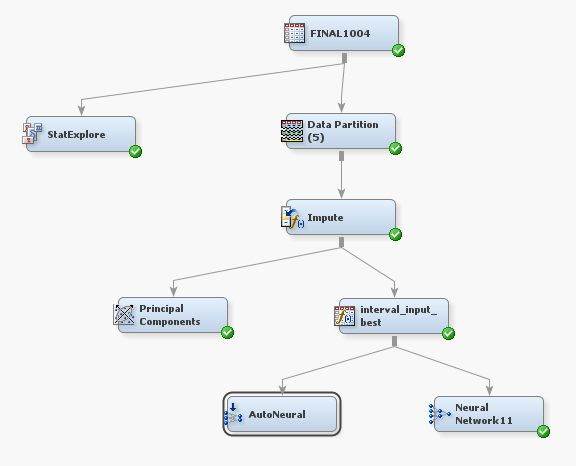 FINAL1004
StatExplore
Data Partition
(5)
Impute
Principal
Components
interval_input_
best
AutoNeural
Neural
Network11